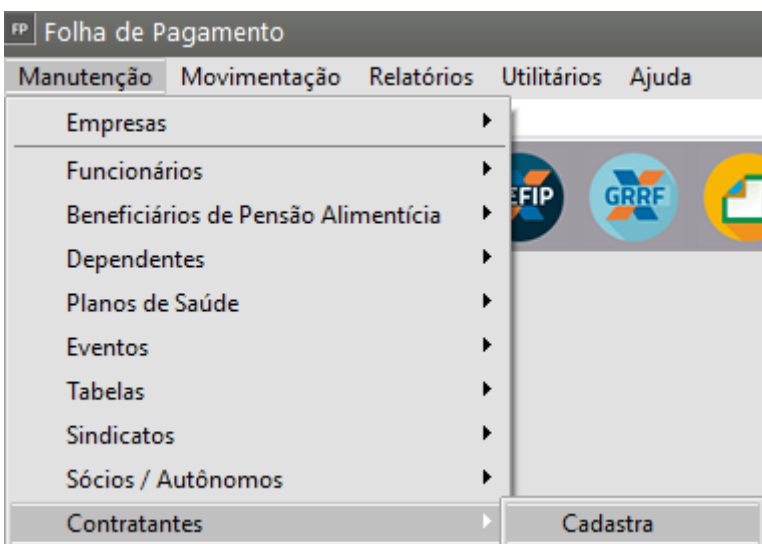 FP Folha de Pagamento
Manutenção Movimentação Relatórios Utilitários Ajuda
Empresas
Funcionários
Beneficiários de Pensão Alimentícia
Dependentes
Planos de Saúde
Eventos
Tabelas
Sindicatos
Sócios / Autônomos
Contratantes Cadastra
GRRF